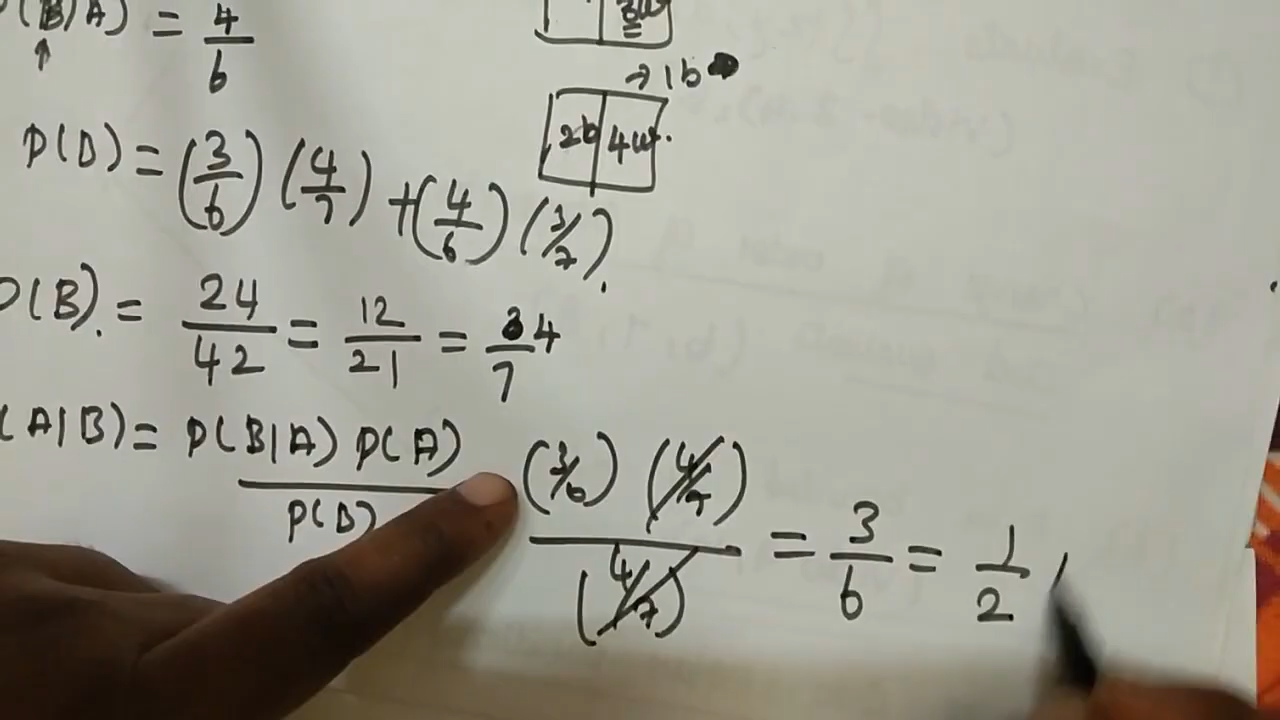 (B|A) = 4/6
3w
→ 1b
2b 4w.
P(B) = (3/6) (4/7) + (4/6) (3/7).
P(B). = 24/42 = 12/21 = 4/7
(A|B) = P(B|A) P(A) / P(B) (3/6) (4/7) / (4/7) = 3/6 = 1/2